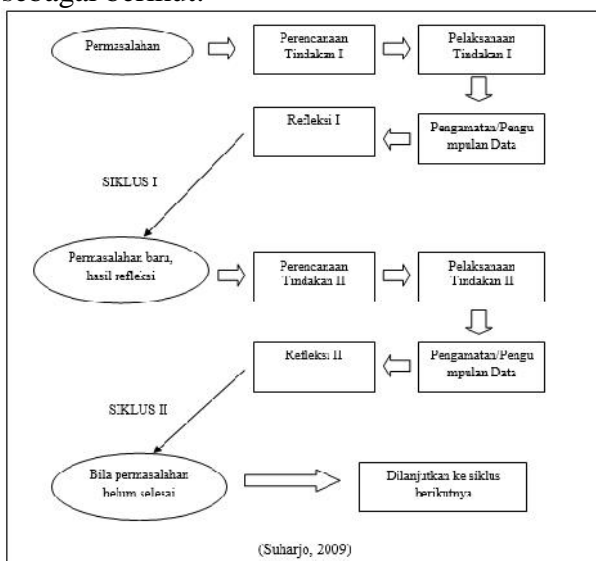 sebagai berikut:
Permasalahan
Perencanaan
Tindakan I
Pelaksanaan
Tindakan I
Refleksi I
Pengamatan/Pengu
mpulan Data
SIKLUS I
Permasalahan baru,
hasil refleksi
Perencanaan
Tindakan II
Pelaksanaan
Tindakan II
Refleksi II
Pengamatan/Pengu
mpulan Data
SIKLUS II
Bila permasalahan
belum selesai
Dilanjutkan ke siklus
berikutnya
(Suharjo, 2009)